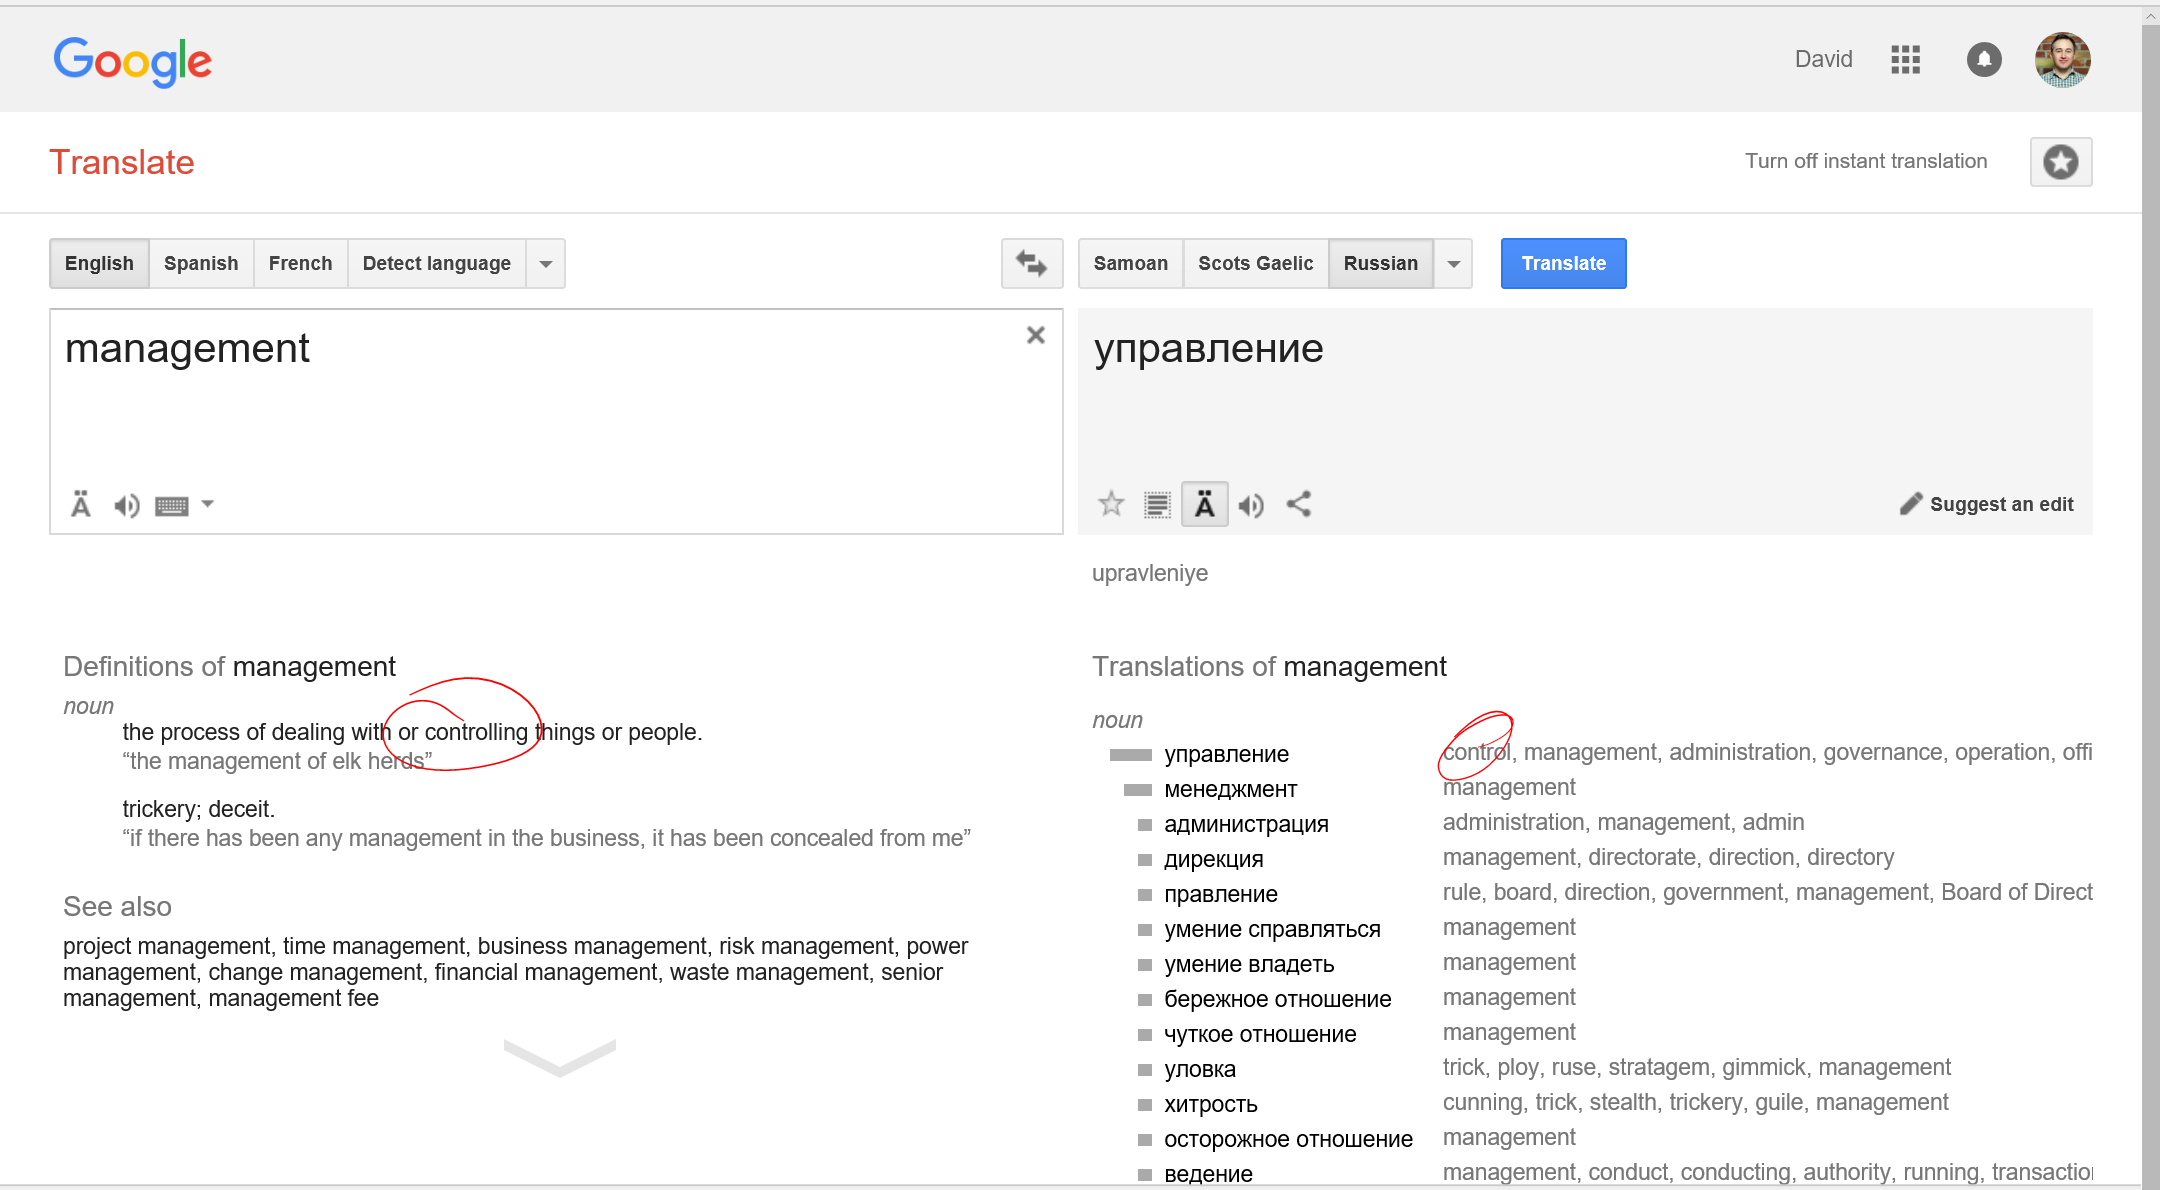 Google
David
Translate
Turn off instant translation
English Spanish French Detect language
Samoan Scots Gaelic Russian Translate
management
управление
Ä
Ä
Suggest an edit
upravleniye
Definitions of management
noun
the process of dealing with or controlling things or people.
“the management of elk herds”
trickery; deceit.
“if there has been any management in the business, it has been concealed from me”
See also
project management, time management, business management, risk management, power
management, change management, financial management, waste management, senior
management, management fee
Translations of management
noun
управление control, management, administration, governance, operation, offi
менеджмент management
администрация administration, management, admin
дирекция management, directorate, direction, directory
правление rule, board, direction, government, management, Board of Direct
умение справляться management
умение владеть management
бережное отношение management
чуткое отношение management
уловка trick, ploy, ruse, stratagem, gimmick, management
хитрость cunning, trick, stealth, trickery, guile, management
осторожное отношение management
ведение management, conduct, conducting, authority, running, transaction